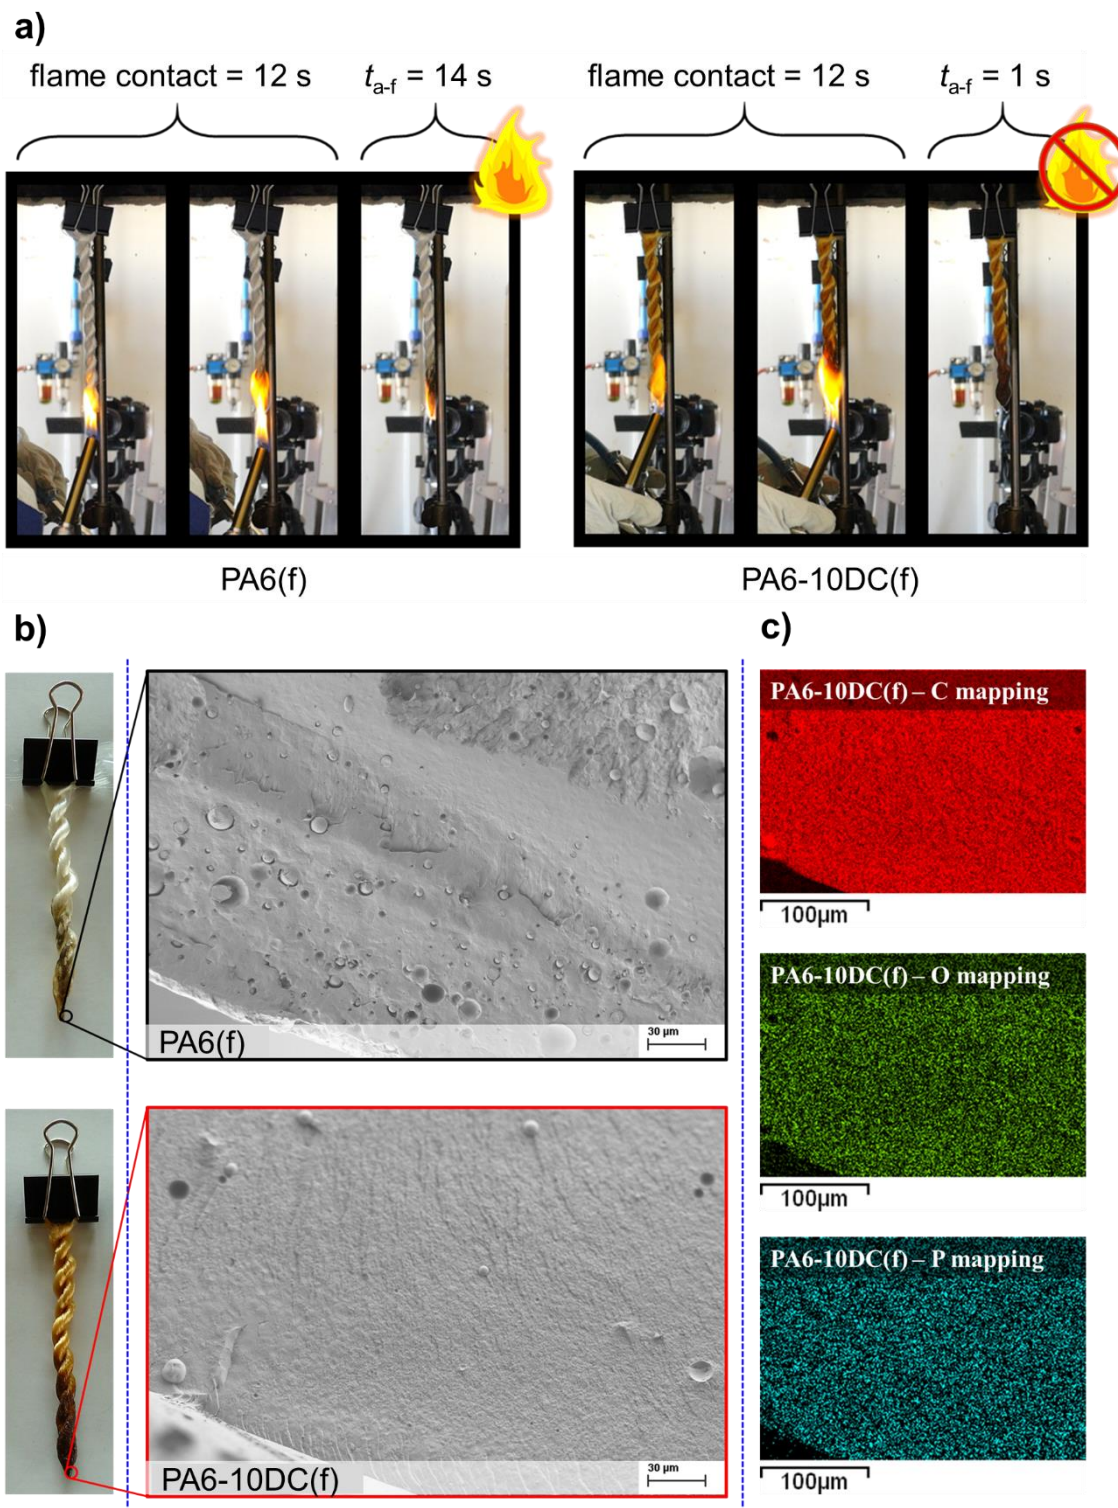 a)
flame contact = 12 s
tₐ-f = 14 s
flame contact = 12 s
tₐ-f = 1 s
PA6(f)
PA6-10DC(f)
b)
c)
PA6(f)
30 µm
PA6-10DC(f)
30 µm
PA6-10DC(f) – C mapping
100µm
PA6-10DC(f) – O mapping
100µm
PA6-10DC(f) – P mapping
100µm